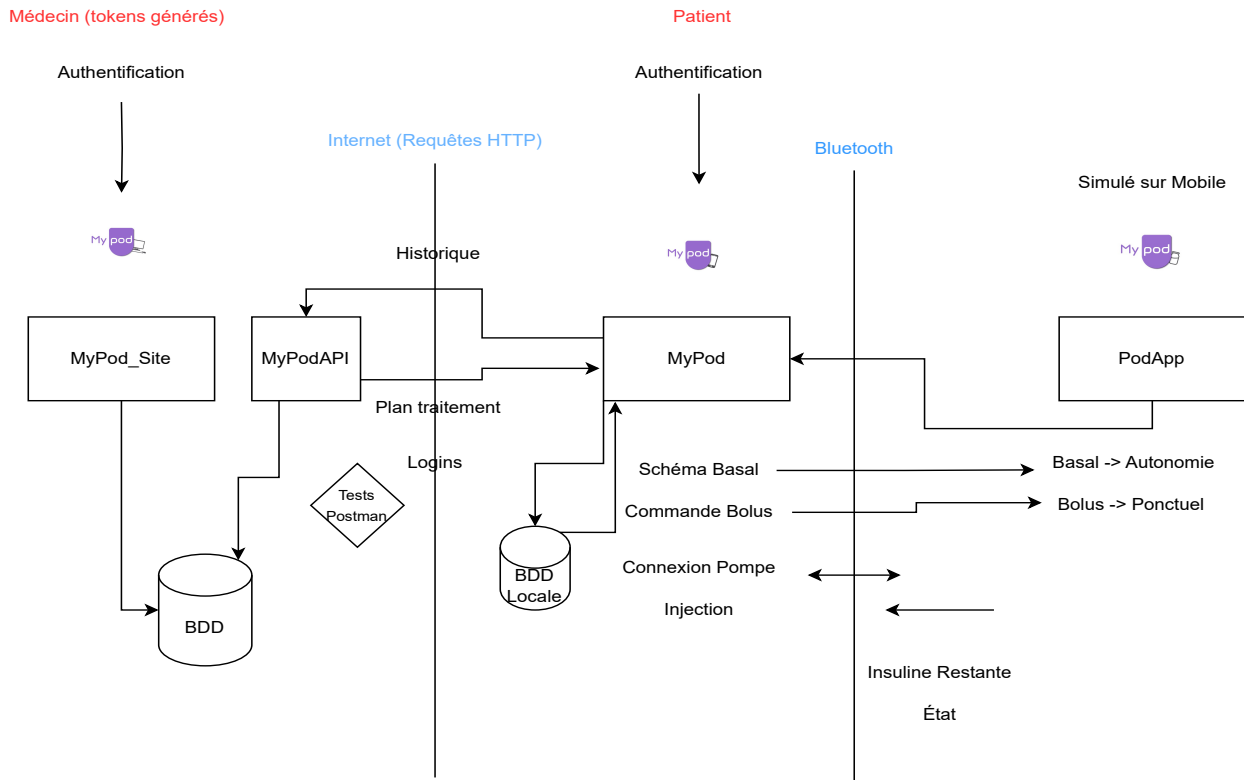 Médecin (tokens générés)
Patient
Authentification
Authentification
Internet (Requêtes HTTP)
Bluetooth
Simulé sur Mobile
My pod
My pod
My pod
Historique
MyPod_Site
MyPodAPI
MyPod
PodApp
Plan traitement
Logins
Schéma Basal
Basal -> Autonomie
Tests
Postman
Commande Bolus
Bolus -> Ponctuel
Connexion Pompe
BDD
Locale
Injection
BDD
Insuline Restante
État